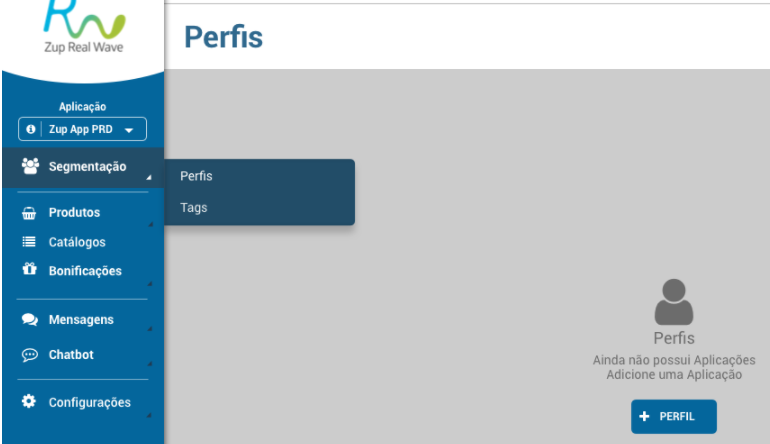 Zup Real Wave
Perfis
Aplicação
Zup App PRD
Segmentação
Perfis
Tags
Produtos
Catálogos
Bonificações
Mensagens
Chatbot
Configurações
Perfis
Ainda não possui Aplicações
Adicione uma Aplicação
+ PERFIL